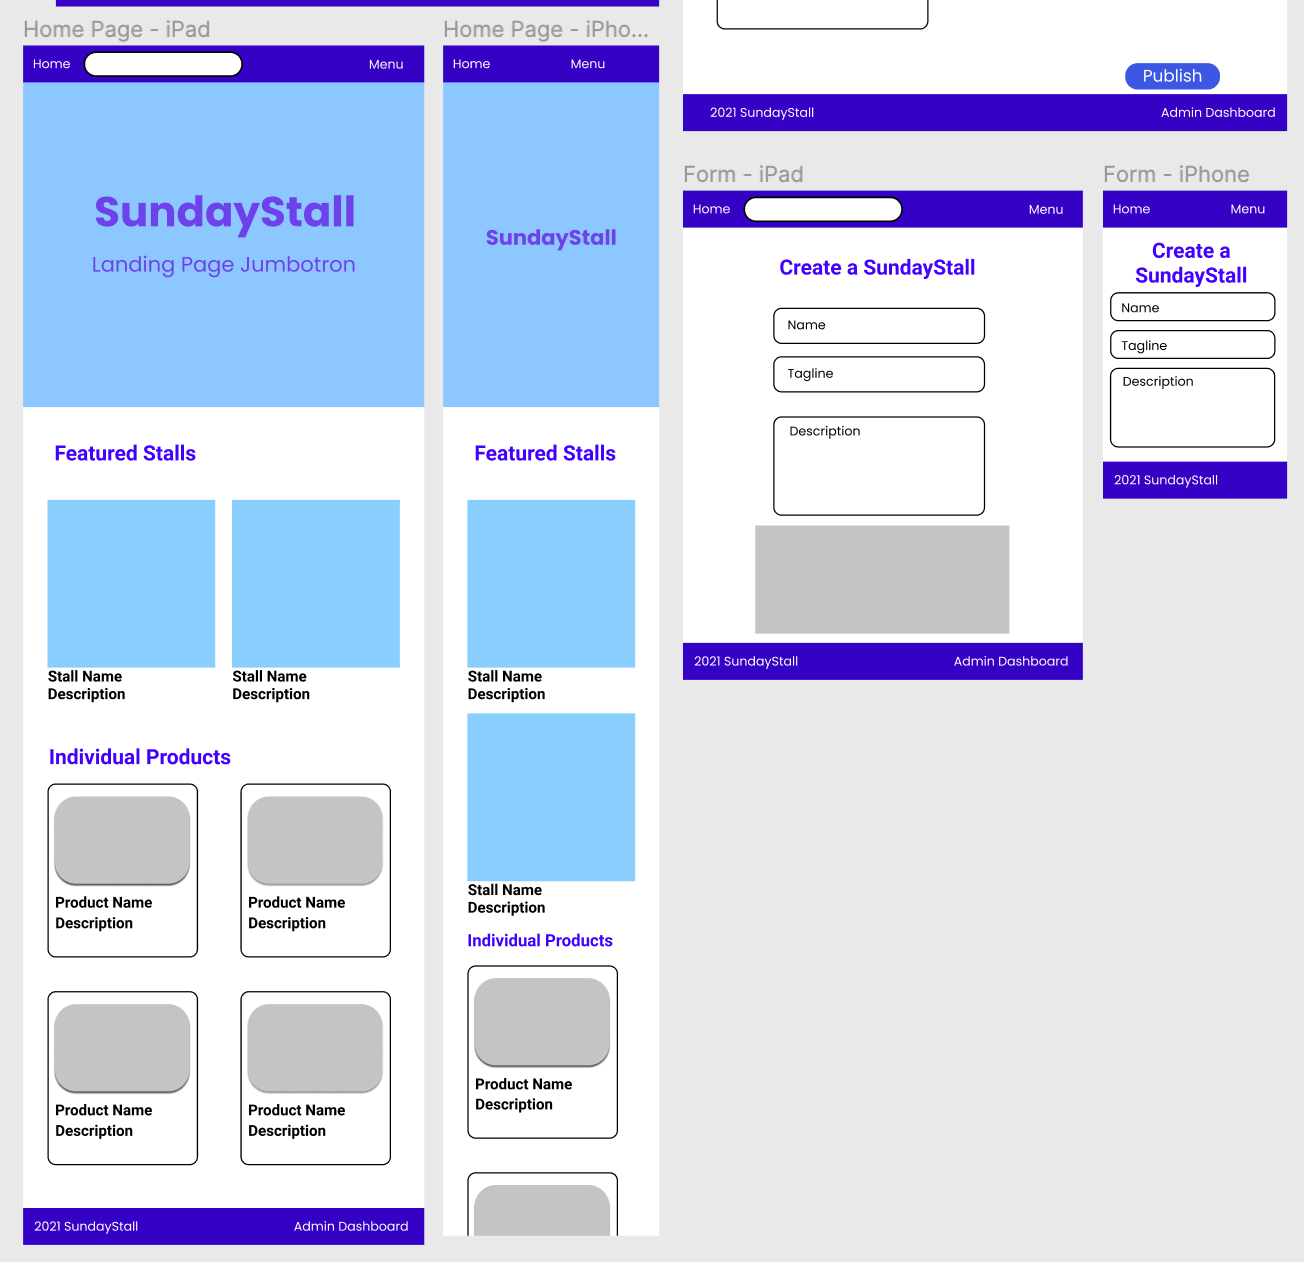 Home Page - iPad
Home
Menu
SundayStall
Landing Page Jumbotron
Featured Stalls
Stall Name
Description
Stall Name
Description
Individual Products
Product Name
Description
Product Name
Description
Product Name
Description
Product Name
Description
2021 SundayStall
Admin Dashboard
Home Page - iPho...
Home
Menu
SundayStall
Featured Stalls
Stall Name
Description
Stall Name
Description
Individual Products
Product Name
Description
Publish
2021 SundayStall
Admin Dashboard
Form - iPad
Home
Menu
Create a SundayStall
Name
Tagline
Description
2021 SundayStall
Admin Dashboard
Form - iPhone
Home
Menu
Create a
SundayStall
Name
Tagline
Description
2021 SundayStall